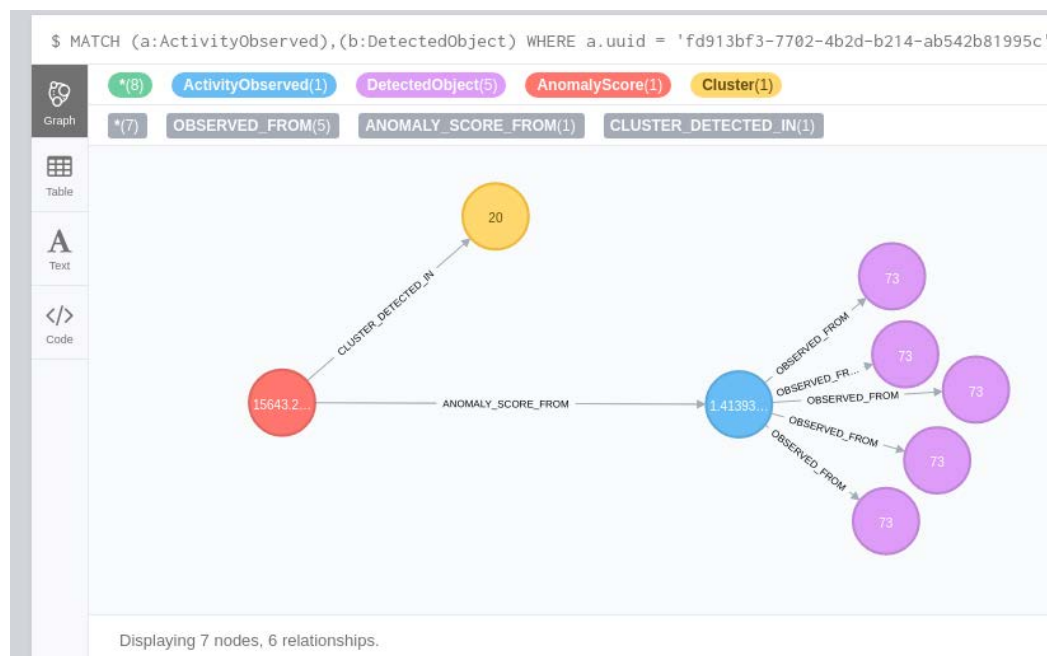 $ MATCH (a:ActivityObserved),(b:DetectedObject) WHERE a.uuid = 'fd913bf3-7702-4b2d-b214-ab542b81995c'
*(8) ActivityObserved(1) DetectedObject(5) AnomalyScore(1) Cluster(1)
Graph
*(7) OBSERVED_FROM(5) ANOMALY_SCORE_FROM(1) CLUSTER_DETECTED_IN(1)
Table
A
Text
</>
Code
20
CLUSTER_DETECTED_IN
73
OBSERVED_FROM
73
OBSERVED_FR...
73
OBSERVED_FROM
15643.2...
ANOMALY_SCORE_FROM
1.41393...
OBSERVED_FROM
73
OBSERVED_FROM
73
Displaying 7 nodes, 6 relationships.